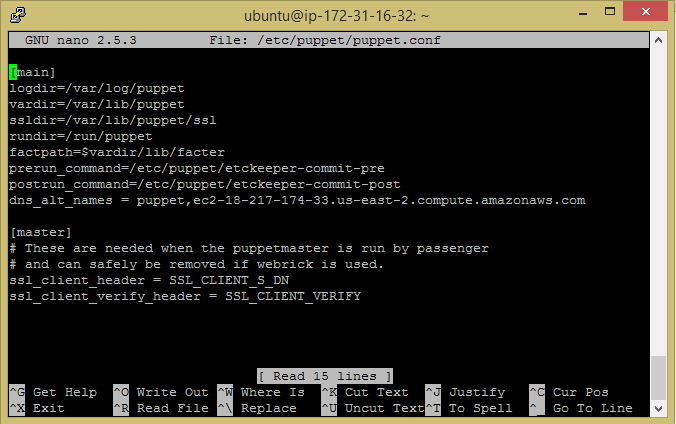 ubuntu@ip-172-31-16-32: ~
GNU nano 2.5.3 File: /etc/puppet/puppet.conf
[main]
logdir=/var/log/puppet
vardir=/var/lib/puppet
ssldir=/var/lib/puppet/ssl
rundir=/run/puppet
factpath=$vardir/lib/facter
prerun_command=/etc/puppet/etckeeper-commit-pre
postrun_command=/etc/puppet/etckeeper-commit-post
dns_alt_names = puppet,ec2-18-217-174-33.us-east-2.compute.amazonaws.com
[master]
# These are needed when the puppetmaster is run by passenger
# and can safely be removed if webrick is used.
ssl_client_header = SSL_CLIENT_S_DN
ssl_client_verify_header = SSL_CLIENT_VERIFY
[ Read 15 lines ]
^G Get Help ^O Write Out ^W Where Is ^K Cut Text ^J Justify ^C Cur Pos
^X Exit ^R Read File ^\ Replace ^U Uncut Text^T To Spell ^_ Go To Line